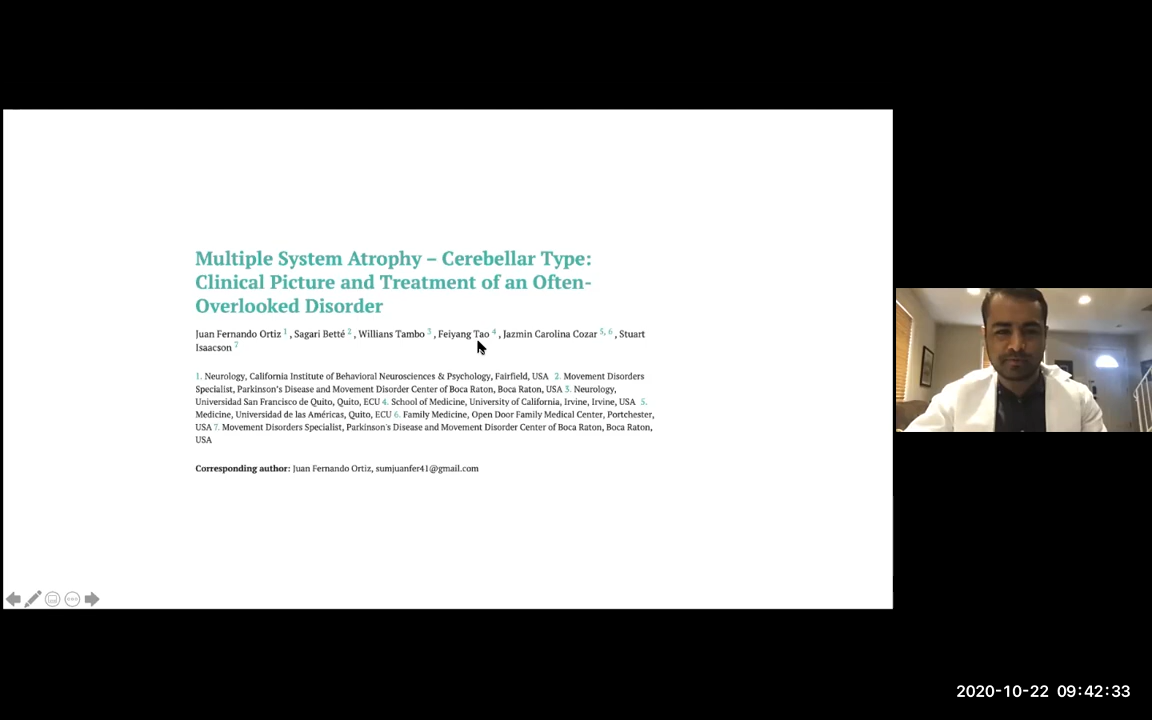 Multiple System Atrophy – Cerebellar Type:
Clinical Picture and Treatment of an Often-
Overlooked Disorder
Juan Fernando Ortiz 1 , Sagari Betté 2 , Willians Tambo 3 , Feiyang Tao 4 , Jazmin Carolina Cozar 5, 6 , Stuart
Isaacson 7
1. Neurology, California Institute of Behavioral Neurosciences & Psychology, Fairfield, USA 2. Movement Disorders
Specialist, Parkinson's Disease and Movement Disorder Center of Boca Raton, Boca Raton, USA 3. Neurology,
Universidad San Francisco de Quito, Quito, ECU 4. School of Medicine, University of California, Irvine, Irvine, USA 5.
Medicine, Universidad de las Américas, Quito, ECU 6. Family Medicine, Open Door Family Medical Center, Portchester,
USA 7. Movement Disorders Specialist, Parkinson's Disease and Movement Disorder Center of Boca Raton, Boca Raton,
USA
Corresponding author: Juan Fernando Ortiz, sumjuanfer41@gmail.com
2020-10-22 09:42:33